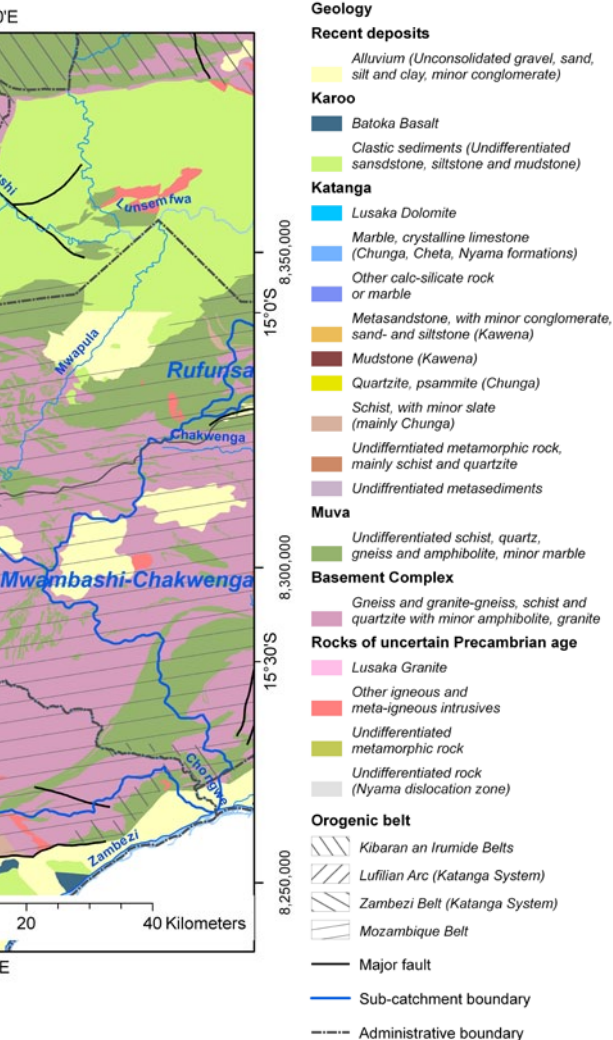 0'E
Lunsemfwa
shi
8,350,000
15°0'S
Mwapula
Rufunsa
Chakwenga
8,300,000
Mwambashi-Chakwenga
15°30'S
Chongwe
Zambezi
8,250,000
20
40 Kilometers
E
Geology
Recent deposits
Alluvium (Unconsolidated gravel, sand,
silt and clay, minor conglomerate)
Karoo
Batoka Basalt
Clastic sediments (Undifferentiated
sansdstone, siltstone and mudstone)
Katanga
Lusaka Dolomite
Marble, crystalline limestone
(Chunga, Cheta, Nyama formations)
Other calc-silicate rock
or marble
Metasandstone, with minor conglomerate,
sand- and siltstone (Kawena)
Mudstone (Kawena)
Quartzite, psammite (Chunga)
Schist, with minor slate
(mainly Chunga)
Undifferntiated metamorphic rock,
mainly schist and quartzite
Undiffrentiated metasediments
Muva
Undifferentiated schist, quartz,
gneiss and amphibolite, minor marble
Basement Complex
Gneiss and granite-gneiss, schist and
quartzite with minor amphibolite, granite
Rocks of uncertain Precambrian age
Lusaka Granite
Other igneous and
meta-igneous intrusives
Undifferentiated
metamorphic rock
Undifferentiated rock
(Nyama dislocation zone)
Orogenic belt
Kibaran an Irumide Belts
Lufilian Arc (Katanga System)
Zambezi Belt (Katanga System)
Mozambique Belt
Major fault
Sub-catchment boundary
Administrative boundary